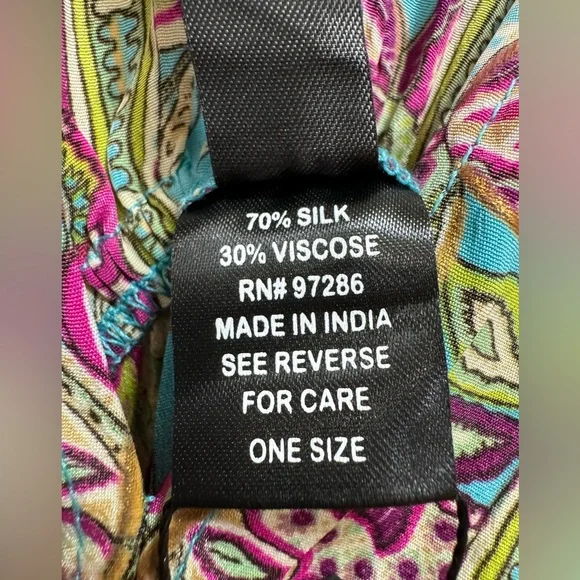 70% SILK
30% VISCOSE
RN# 97286
MADE IN INDIA
SEE REVERSE
FOR CARE
ONE SIZE